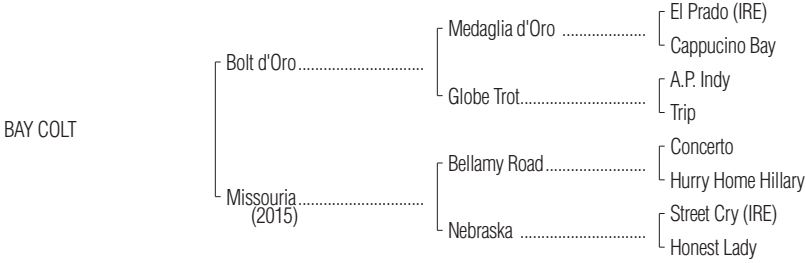 El Prado (IRE)
Medaglia d'Oro ....................
Cappucino Bay
Bolt d'Oro..............................
A.P. Indy
Globe Trot..............................
Trip
BAY COLT
Concerto
Bellamy Road........................
Hurry Home Hillary
Missouria..............................
(2015)
Street Cry (IRE)
Nebraska ..............................
Honest Lady